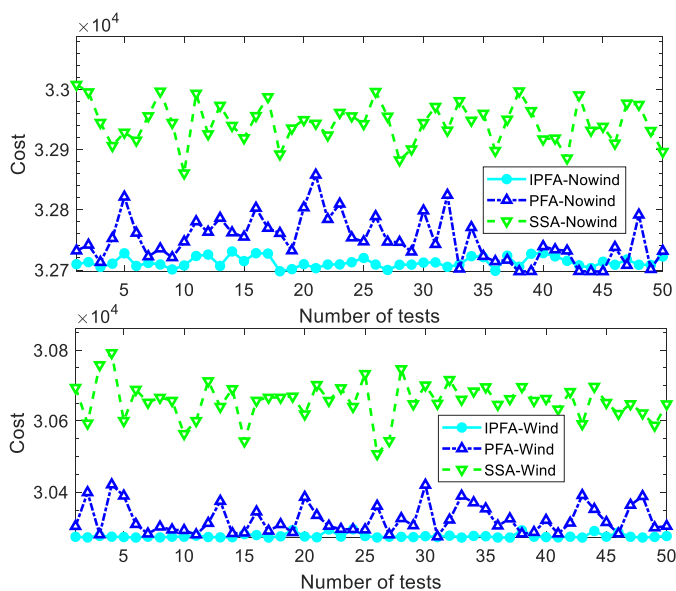 ×10⁴
3.3
3.29
3.28
3.27
Cost
IPFA-Nowind
PFA-Nowind
SSA-Nowind
5 10 15 20 25 30 35 40 45 50
Number of tests
×10⁴
3.08
3.06
3.04
Cost
IPFA-Wind
PFA-Wind
SSA-Wind
5 10 15 20 25 30 35 40 45 50
Number of tests